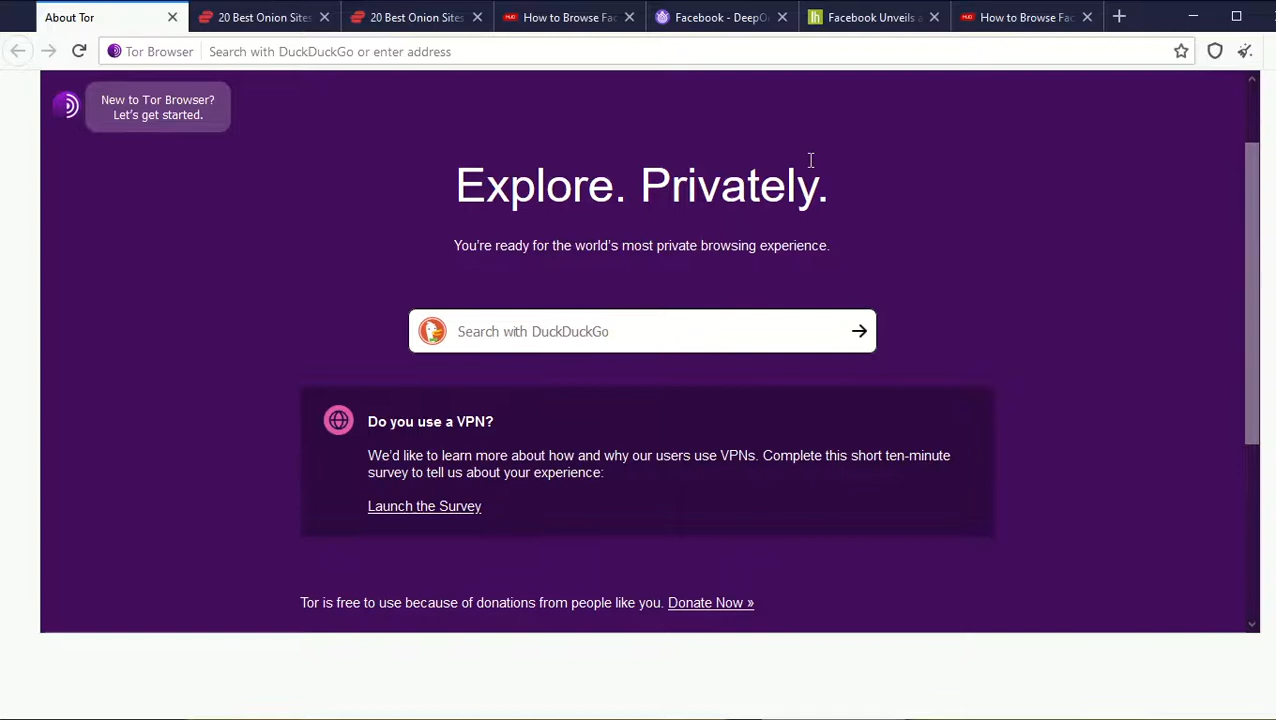 About Tor
20 Best Onion Sites
20 Best Onion Sites
How to Browse Fac
Facebook - DeepO
Facebook Unveils a
How to Browse Fac
Tor Browser
Search with DuckDuckGo or enter address
New to Tor Browser?
Let's get started.
Explore. Privately.
You're ready for the world's most private browsing experience.
Search with DuckDuckGo
Do you use a VPN?
We'd like to learn more about how and why our users use VPNs. Complete this short ten-minute
survey to tell us about your experience:
Launch the Survey
Tor is free to use because of donations from people like you. Donate Now »